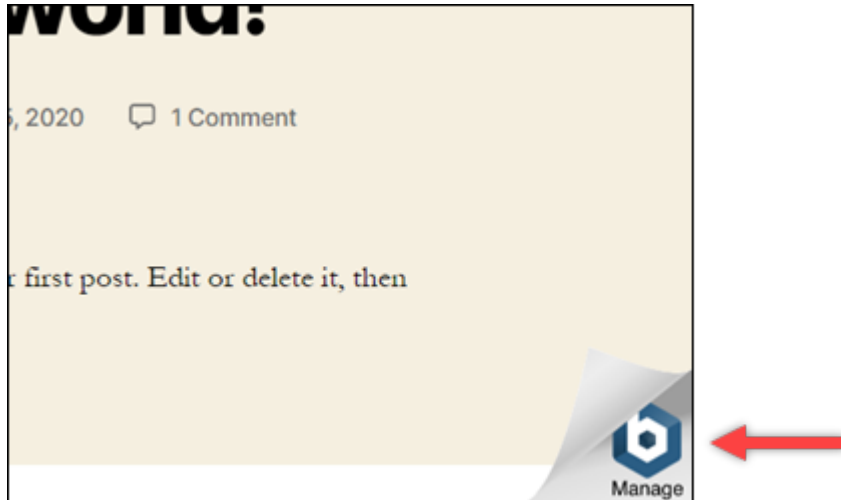 world!
, 2020 1 Comment
r first post. Edit or delete it, then
b
Manage